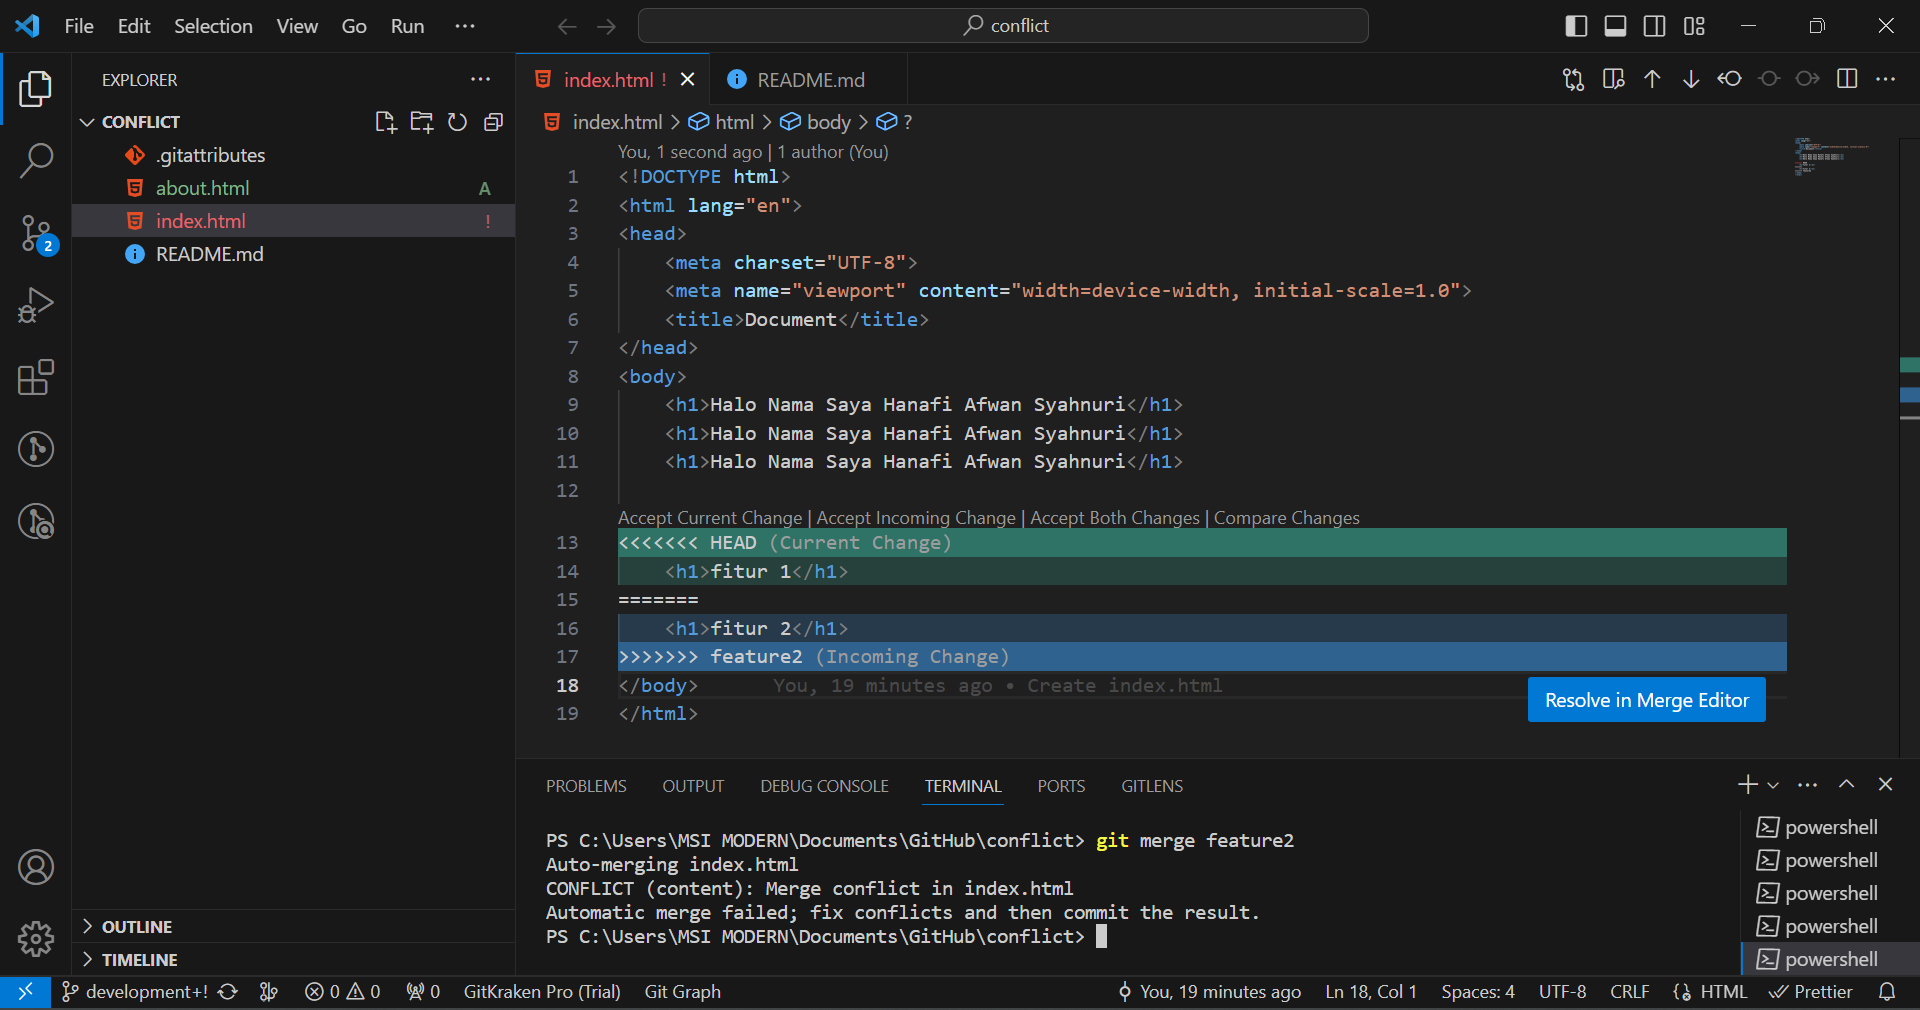 File Edit Selection View Go Run ··· conflict
EXPLORER ···
CONFLICT
.gitattributes
about.html A
index.html !
README.md
2
OUTLINE
TIMELINE
index.html ! README.md
index.html > html > body > ?
You, 1 second ago | 1 author (You)
1 <!DOCTYPE html>
2 <html lang="en">
3 <head>
4 <meta charset="UTF-8">
5 <meta name="viewport" content="width=device-width, initial-scale=1.0">
6 <title>Document</title>
7 </head>
8 <body>
9 <h1>Halo Nama Saya Hanafi Afwan Syahnuri</h1>
10 <h1>Halo Nama Saya Hanafi Afwan Syahnuri</h1>
11 <h1>Halo Nama Saya Hanafi Afwan Syahnuri</h1>
12
Accept Current Change | Accept Incoming Change | Accept Both Changes | Compare Changes
13 <<<<<<< HEAD (Current Change)
14 <h1>fitur 1</h1>
15 =======
16 <h1>fitur 2</h1>
17 >>>>>>> feature2 (Incoming Change)
18 </body> You, 19 minutes ago • Create index.html
19 </html>
Resolve in Merge Editor
PROBLEMS OUTPUT DEBUG CONSOLE TERMINAL PORTS GITLENS
PS C:\Users\MSI MODERN\Documents\GitHub\conflict> git merge feature2
Auto-merging index.html
CONFLICT (content): Merge conflict in index.html
Automatic merge failed; fix conflicts and then commit the result.
PS C:\Users\MSI MODERN\Documents\GitHub\conflict>
powershell
powershell
powershell
powershell
powershell
development+! 0 0 0 GitKraken Pro (Trial) Git Graph You, 19 minutes ago Ln 18, Col 1 Spaces: 4 UTF-8 CRLF HTML Prettier